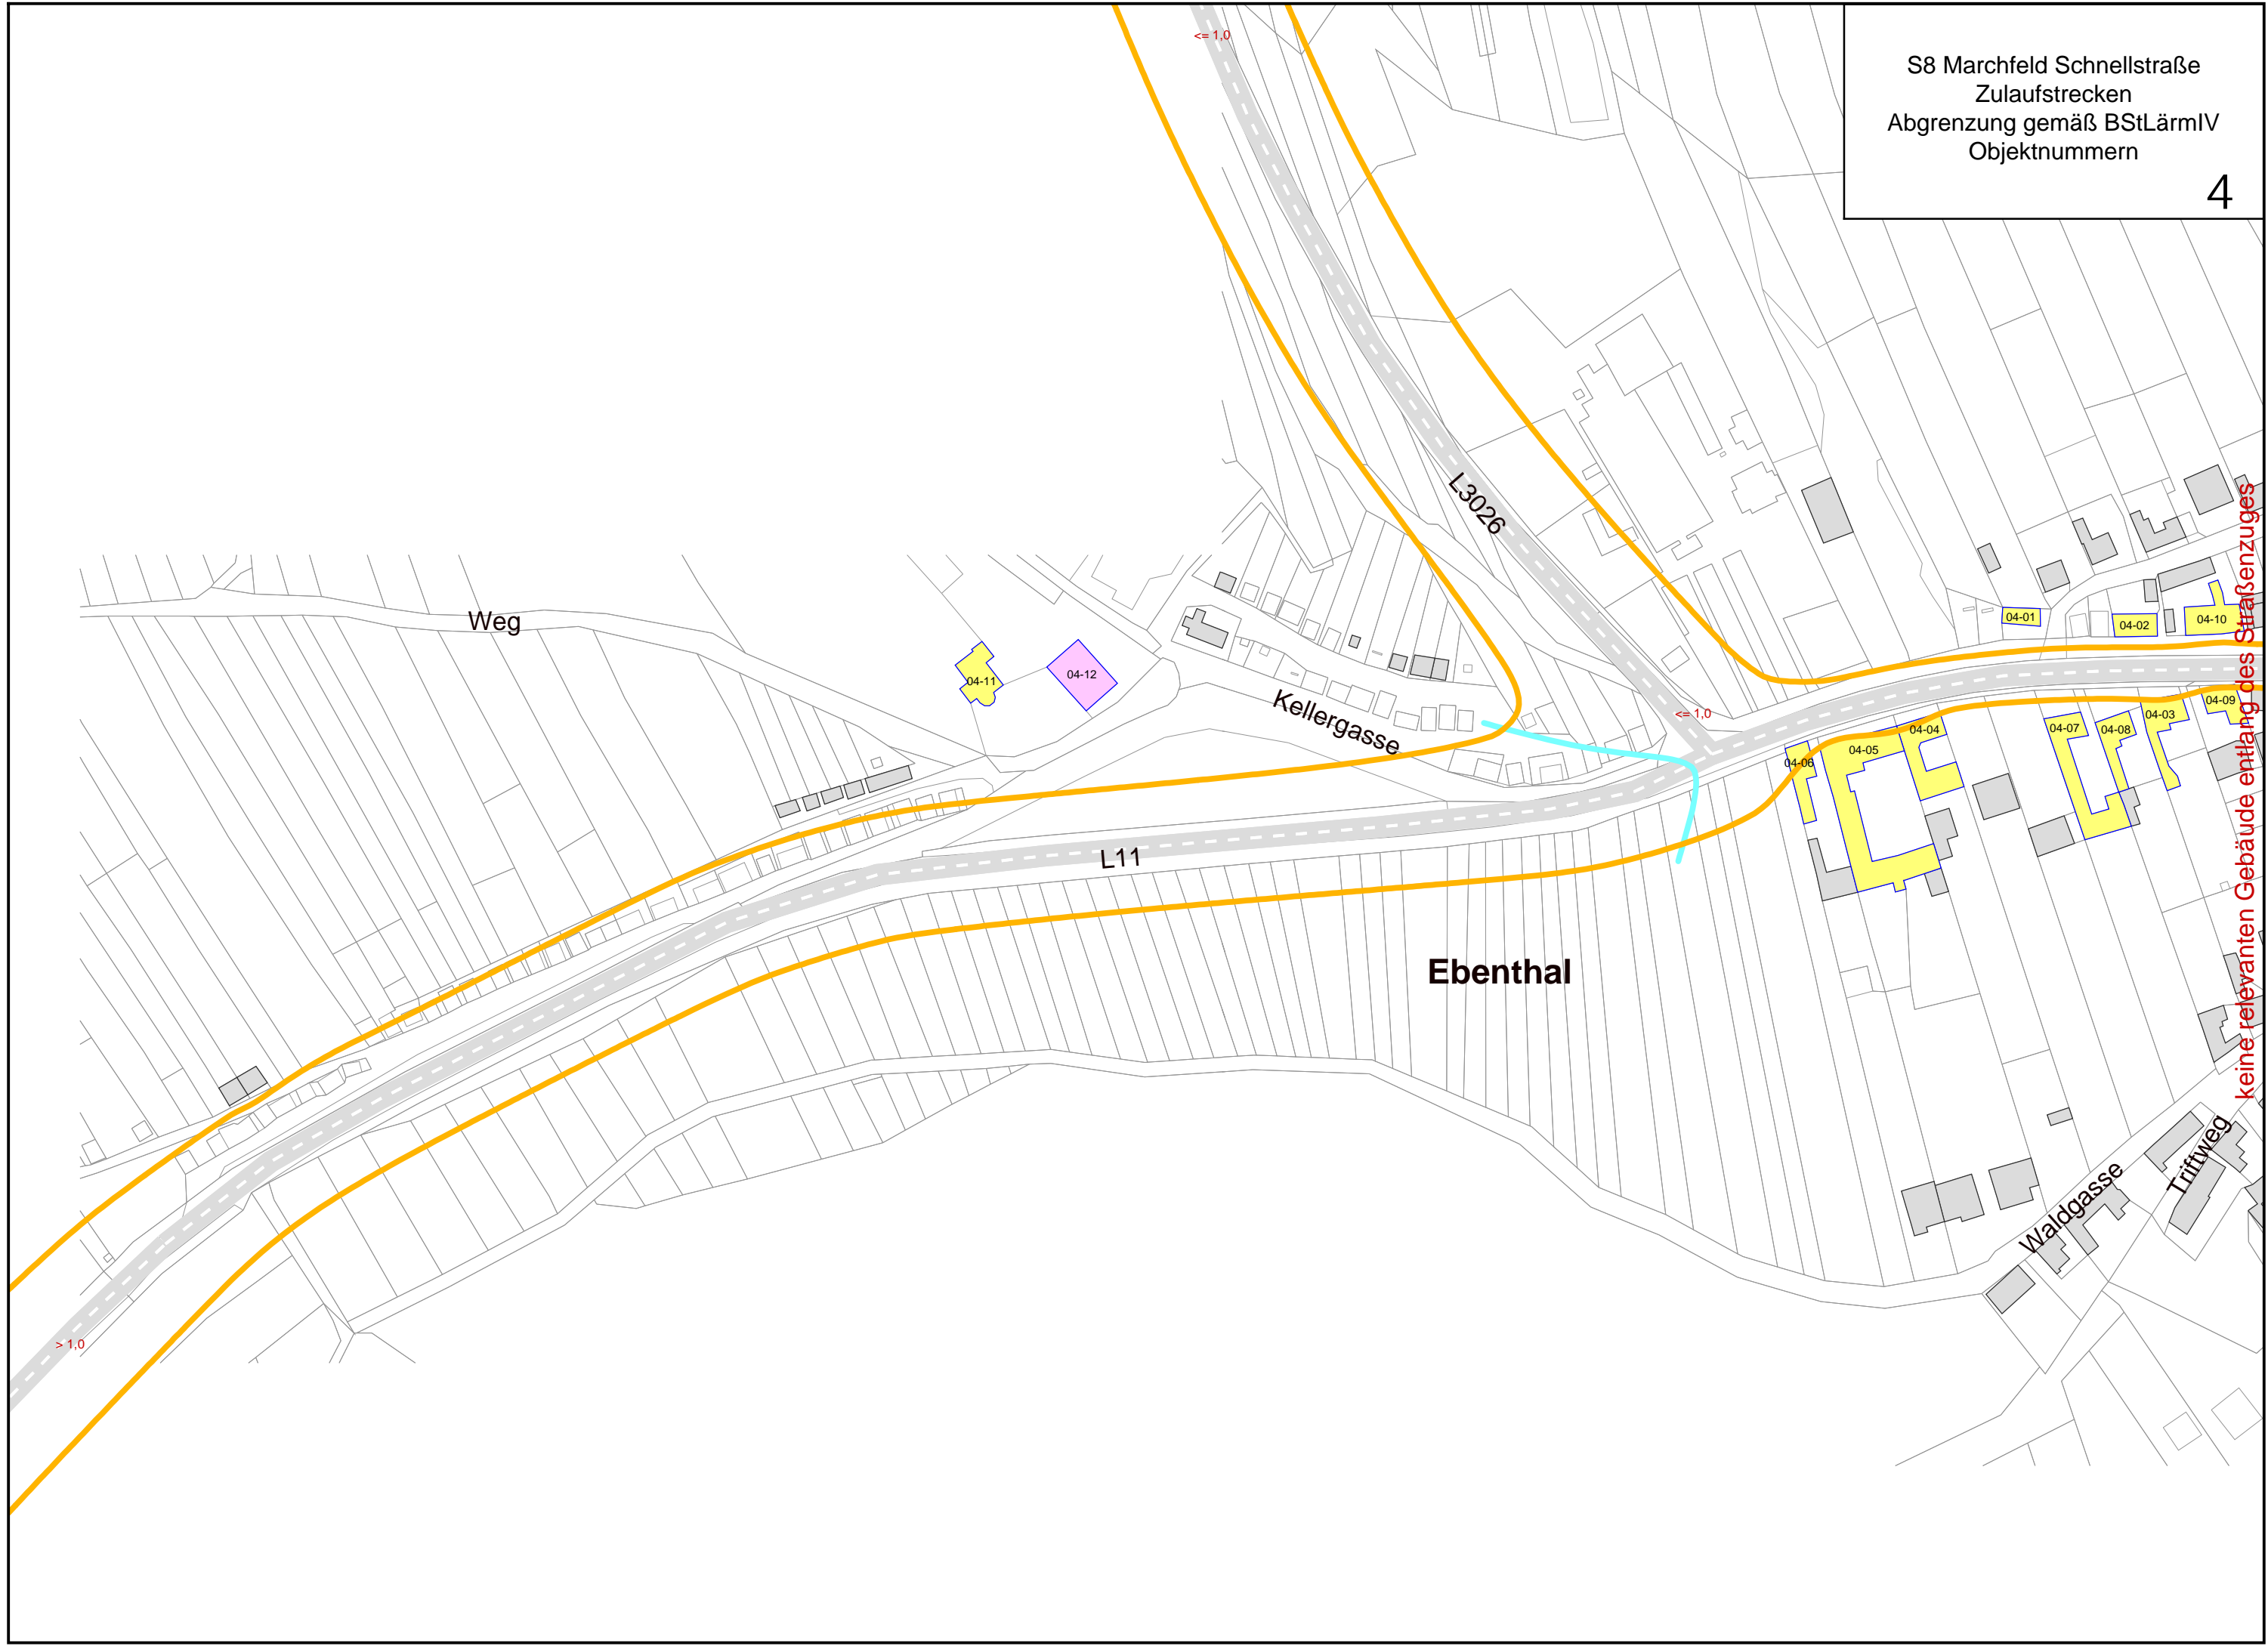 S8 Marchfeld Schnellstraße
Zulaufstrecken
Abgrenzung gemäß BStLärmIV
Objektnummern
4
<= 1,0
L3026
keine relevanten Gebäude entlang des Straßenzuges
Weg
04-01
04-02
04-10
04-11
04-12
Kellergasse
<= 1,0
04-09
04-03
04-07
04-08
04-04
04-05
04-06
L11
Ebenthal
Triftweg
Waldgasse
> 1,0